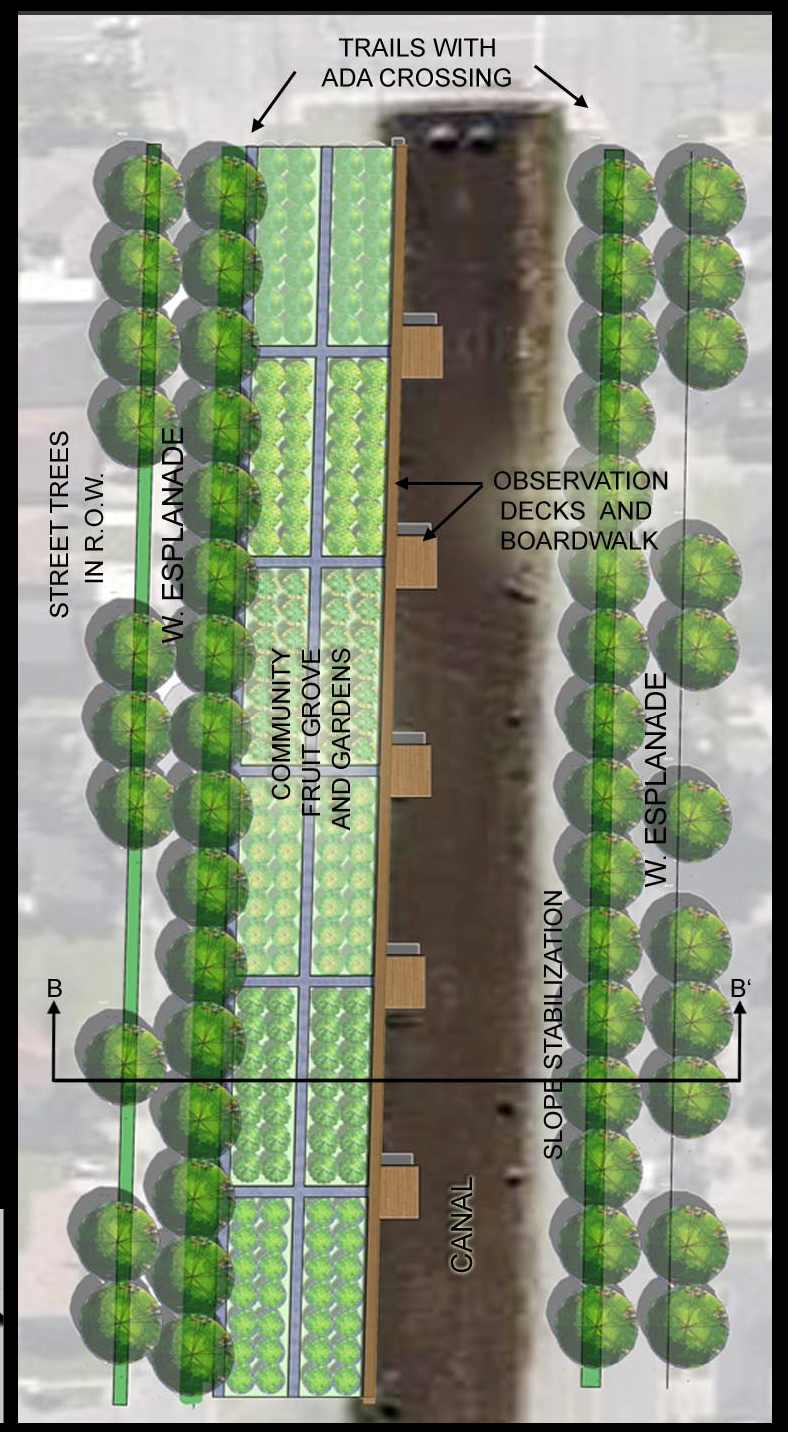 TRAILS WITH
ADA CROSSING
OBSERVATION
DECKS AND
BOARDWALK
STREET TREES
IN R.O.W.
W. ESPLANADE
COMMUNITY
FRUIT GROVE
AND GARDENS
W. ESPLANADE
SLOPE STABILIZATION
B
B‘
CANAL